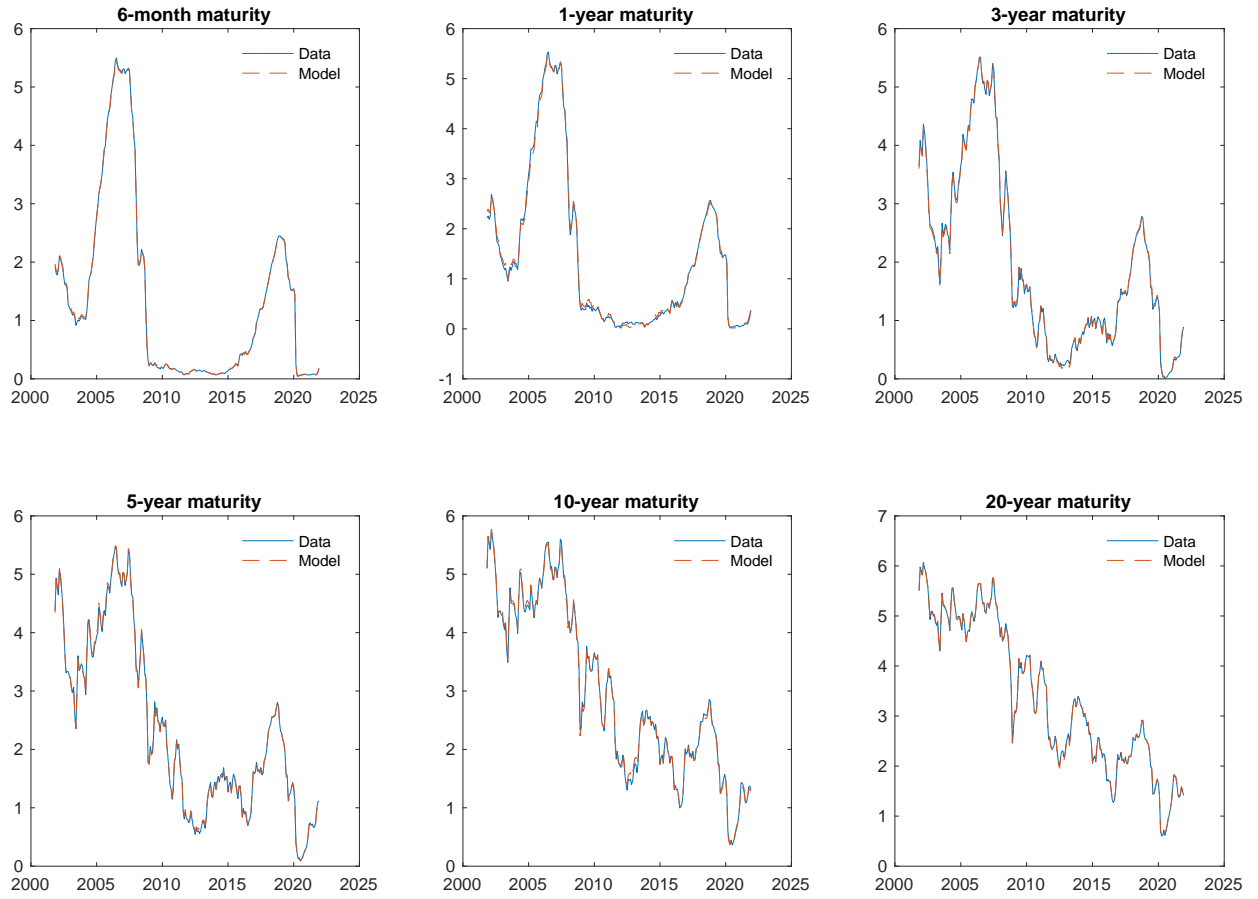 6-month maturity
6
5
4
3
2
1
0
2000 2005 2010 2015 2020 2025
Data
Model
1-year maturity
6
5
4
3
2
1
0
-1
2000 2005 2010 2015 2020 2025
Data
Model
3-year maturity
6
5
4
3
2
1
0
2000 2005 2010 2015 2020 2025
Data
Model
5-year maturity
6
5
4
3
2
1
0
2000 2005 2010 2015 2020 2025
Data
Model
10-year maturity
6
5
4
3
2
1
0
2000 2005 2010 2015 2020 2025
Data
Model
20-year maturity
7
6
5
4
3
2
1
0
2000 2005 2010 2015 2020 2025
Data
Model